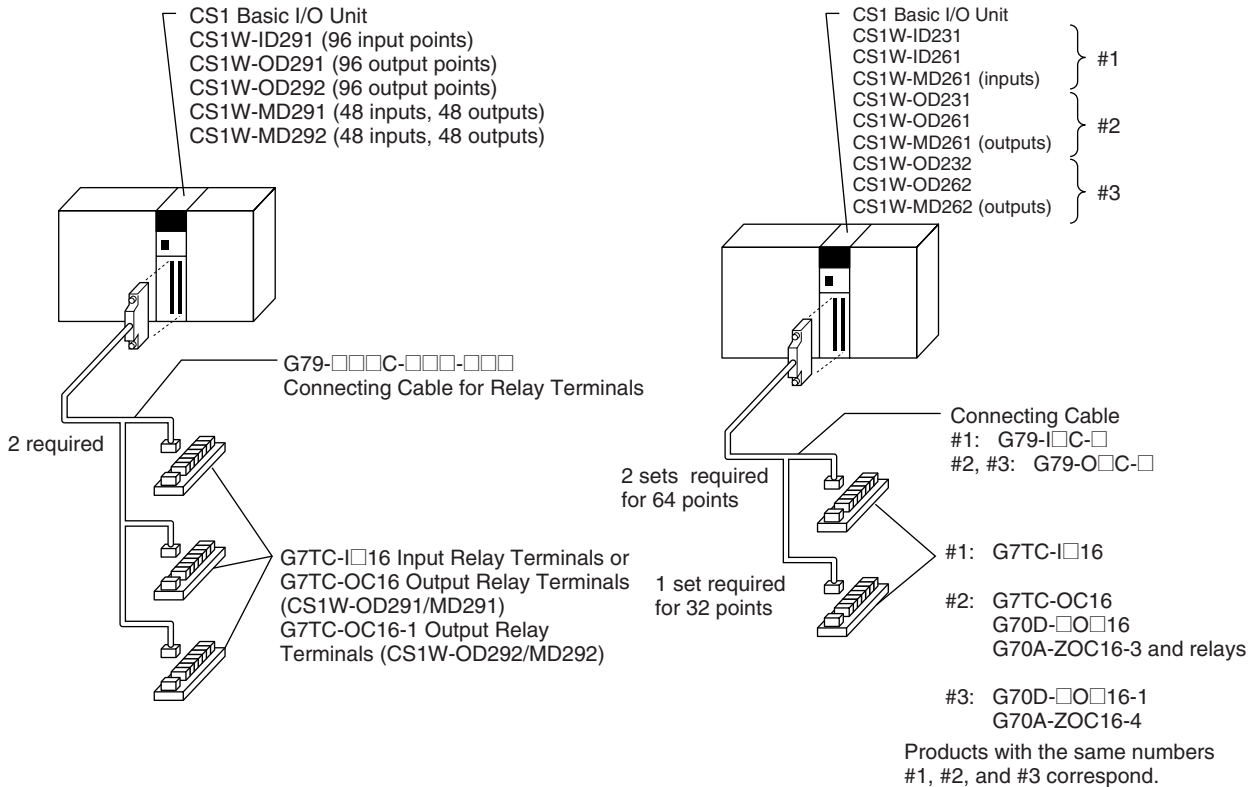 CS1 Basic I/O Unit
CS1W-ID291 (96 input points)
CS1W-OD291 (96 output points)
CS1W-OD292 (96 output points)
CS1W-MD291 (48 inputs, 48 outputs)
CS1W-MD292 (48 inputs, 48 outputs)
G79-□□□C-□□□-□□□
Connecting Cable for Relay Terminals
2 required
G7TC-I□16 Input Relay Terminals or
G7TC-OC16 Output Relay Terminals
(CS1W-OD291/MD291)
G7TC-OC16-1 Output Relay
Terminals (CS1W-OD292/MD292)
CS1 Basic I/O Unit
CS1W-ID231
CS1W-ID261
CS1W-MD261 (inputs)
#1
CS1W-OD231
CS1W-OD261
CS1W-MD261 (outputs)
#2
CS1W-OD232
CS1W-OD262
CS1W-MD262 (outputs)
#3
Connecting Cable
#1: G79-I□C-□
#2, #3: G79-O□C-□
2 sets required
for 64 points
1 set required
for 32 points
#1: G7TC-I□16
#2: G7TC-OC16
G70D-□O□16
G70A-ZOC16-3 and relays
#3: G70D-□O□16-1
G70A-ZOC16-4
Products with the same numbers
#1, #2, and #3 correspond.